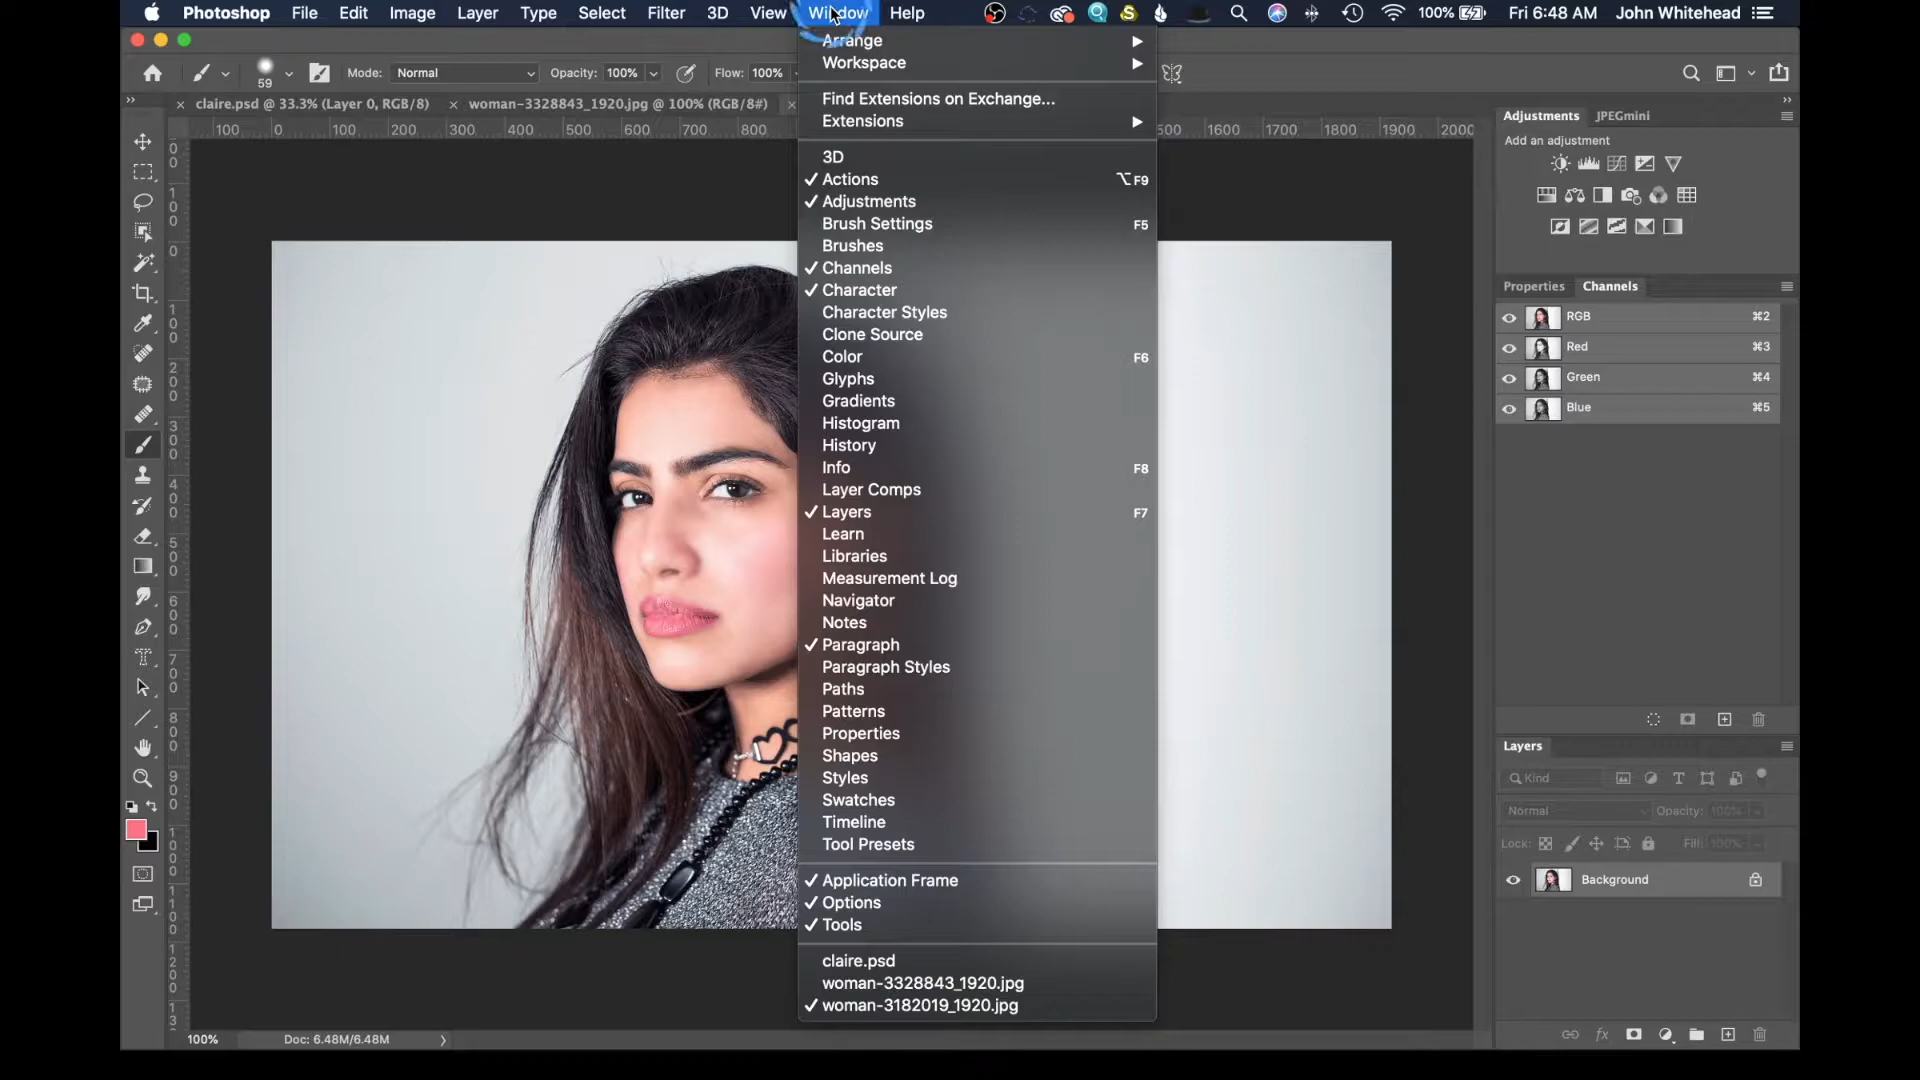 Photoshop File Edit Image Layer Type Select Filter 3D View Window Help 100% Fri 6:48 AM John Whitehead
59 Mode: Normal Opacity: 100% Flow: 100%
claire.psd @ 33.3% (Layer 0, RGB/8) woman-3328843_1920.jpg @ 100% (RGB/8#)
100 0 100 200 300 400 500 600 700 800 1600 1700 1800 1900 2000
Arrange
Workspace
Find Extensions on Exchange...
Extensions
3D
Actions ⌥F9
Adjustments
Brush Settings F5
Brushes
Channels
Character
Character Styles
Clone Source
Color F6
Glyphs
Gradients
Histogram
History
Info F8
Layer Comps
Layers F7
Learn
Libraries
Measurement Log
Navigator
Notes
Paragraph
Paragraph Styles
Paths
Patterns
Properties
Shapes
Styles
Swatches
Timeline
Tool Presets
Application Frame
Options
Tools
claire.psd
woman-3328843_1920.jpg
woman-3182019_1920.jpg
Adjustments JPEGmini
Add an adjustment
Properties Channels
RGB ⌘2
Red ⌘3
Green ⌘4
Blue ⌘5
Layers
Kind
Normal Opacity: 100%
Lock: Fill: 100%
Background
100% Doc: 6.48M/6.48M